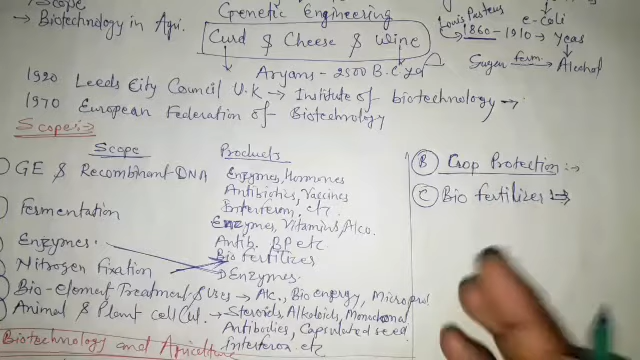 Scope
→ Biotechnology in Agri.
Genetic Engineering
Curd & Cheese & Wine
Aryans - 2500 B.C
Louis Pasteur
1860 - 1910 →
e-Coli
yeas
Sugar ferm. Alcohol
1920 Leeds City Council U.K → Institute of biotechnology →
1970 European Federation of Biotechnology
Scope:-
Scope Products
GE & Recombinant DNA Enzymes, Hormones
Antibiotics, Vaccines
Interferon, etc.
Fermentation Enzymes, Vitamins, Alco.
Antib. BP etc
Enzymes. Bio fertilizes
Nitrogen Fixation Enzymes.
Bio-element Treatment & Uses → Alc., Bio energy,
Animal & Plant cell Cul. → Steroids, Alkoloids, Monoclonal
Antibodies, Capsulated seed
etc
Biotechnology and Agriculture
(B) Crop Protection :→
(C) Bio fertilizes